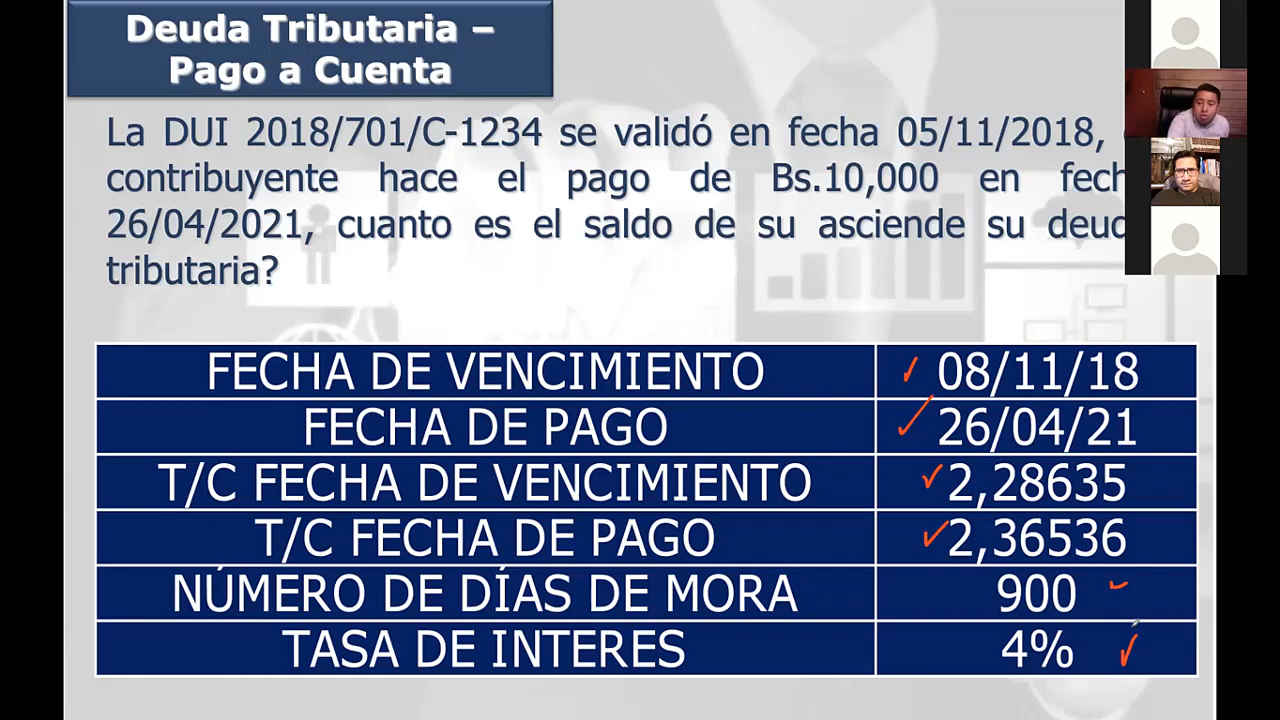 Deuda Tributaria –
Pago a Cuenta
La DUI 2018/701/C-1234 se validó en fecha 05/11/2018,
contribuyente hace el pago de Bs.10,000 en
26/04/2021, cuanto es el saldo de su asciende su
tributaria?
FECHA DE VENCIMIENTO 08/11/18
FECHA DE PAGO 26/04/21
T/C FECHA DE VENCIMIENTO 2,28635
T/C FECHA DE PAGO 2,36536
NÚMERO DE DÍAS DE MORA 900
TASA DE INTERES 4%